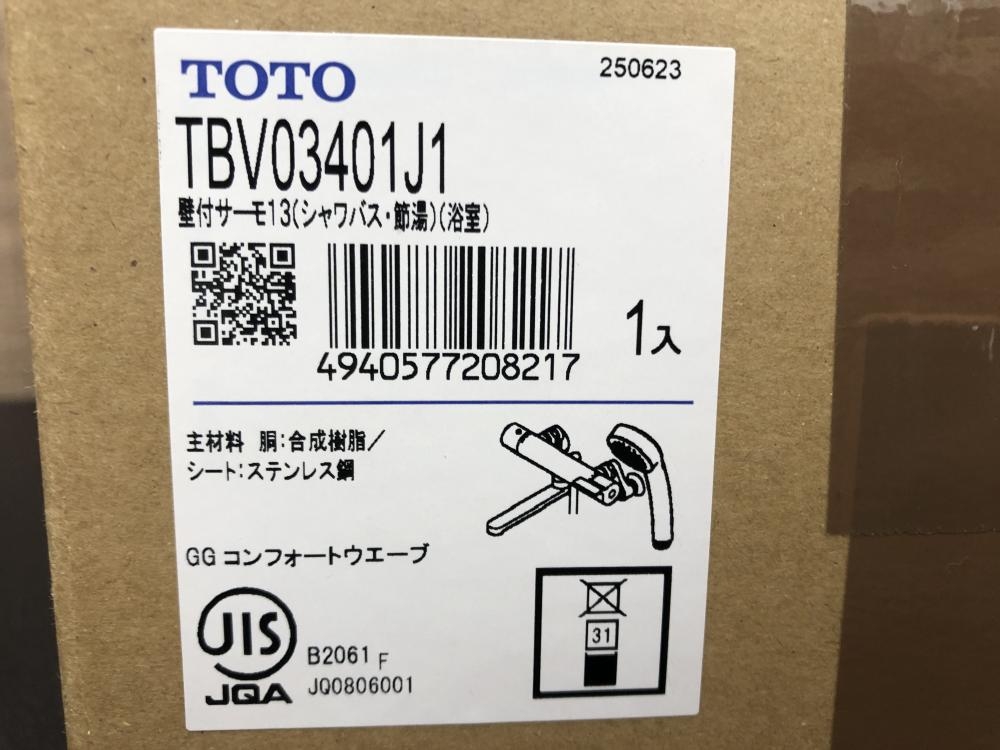 TOTO
250623
TBV03401J1
壁付サーモ13(シャワバス・節湯)(浴室)
4940577208217
1入
主材料 胴:合成樹脂/
シート:ステンレス鋼
GG コンフォートウエーブ
JIS
JQA
B2061 F
JQ0806001
31